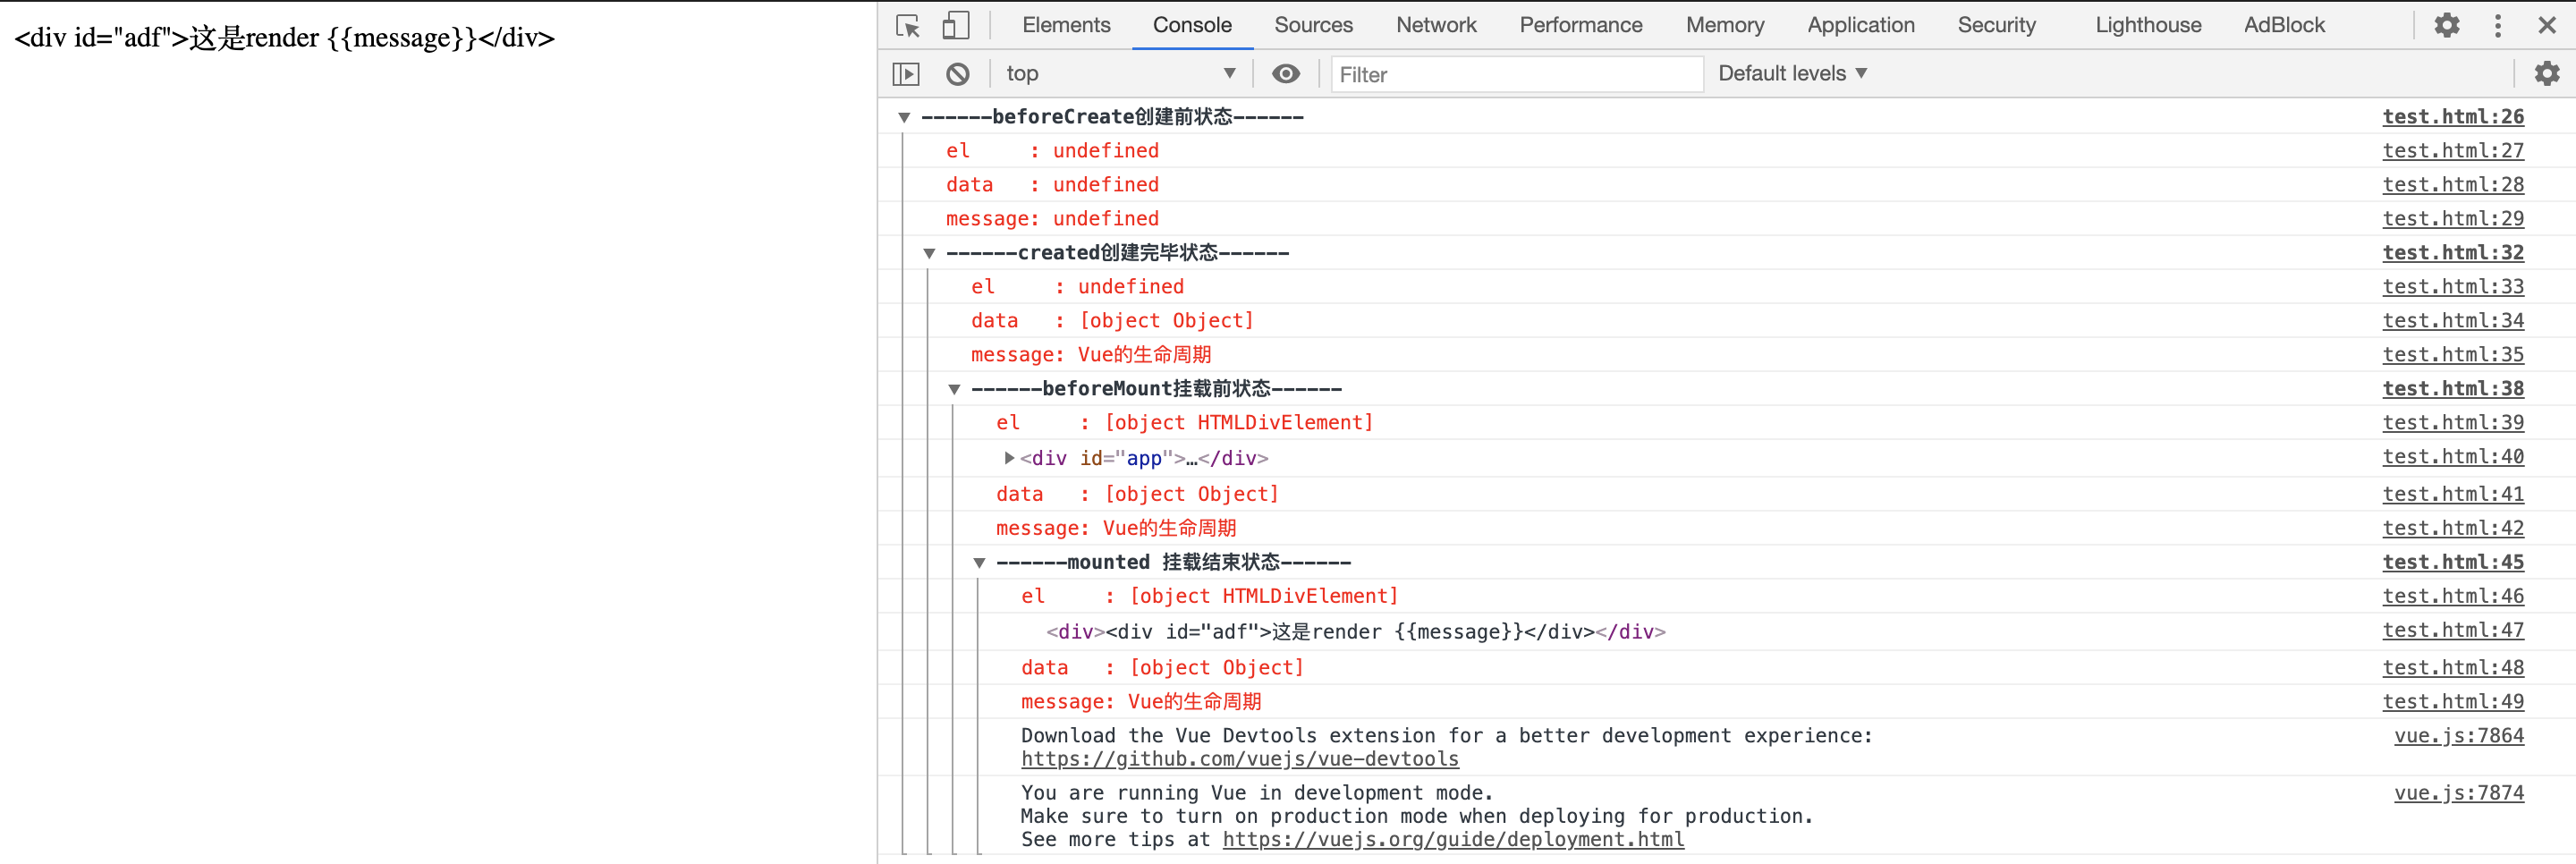 <div id="adf">这是render {{message}}</div>
Elements Console Sources Network Performance Memory Application Security Lighthouse AdBlock
top Filter Default levels
------beforeCreate创建前状态------ test.html:26
el     : undefined test.html:27
data   : undefined test.html:28
message: undefined test.html:29
------created创建完毕状态------ test.html:32
el     : undefined test.html:33
data   : [object Object] test.html:34
message: Vue的生命周期 test.html:35
------beforeMount挂载前状态------ test.html:38
el     : [object HTMLDivElement] test.html:39
<div id="app">…</div> test.html:40
data   : [object Object] test.html:41
message: Vue的生命周期 test.html:42
------mounted 挂载结束状态------ test.html:45
el     : [object HTMLDivElement] test.html:46
<div><div id="adf">这是render {{message}}</div></div> test.html:47
data   : [object Object] test.html:48
message: Vue的生命周期 test.html:49
Download the Vue Devtools extension for a better development experience: vue.js:7864
https://github.com/vuejs/vue-devtools
You are running Vue in development mode. vue.js:7874
Make sure to turn on production mode when deploying for production.
See more tips at https://vuejs.org/guide/deployment.html